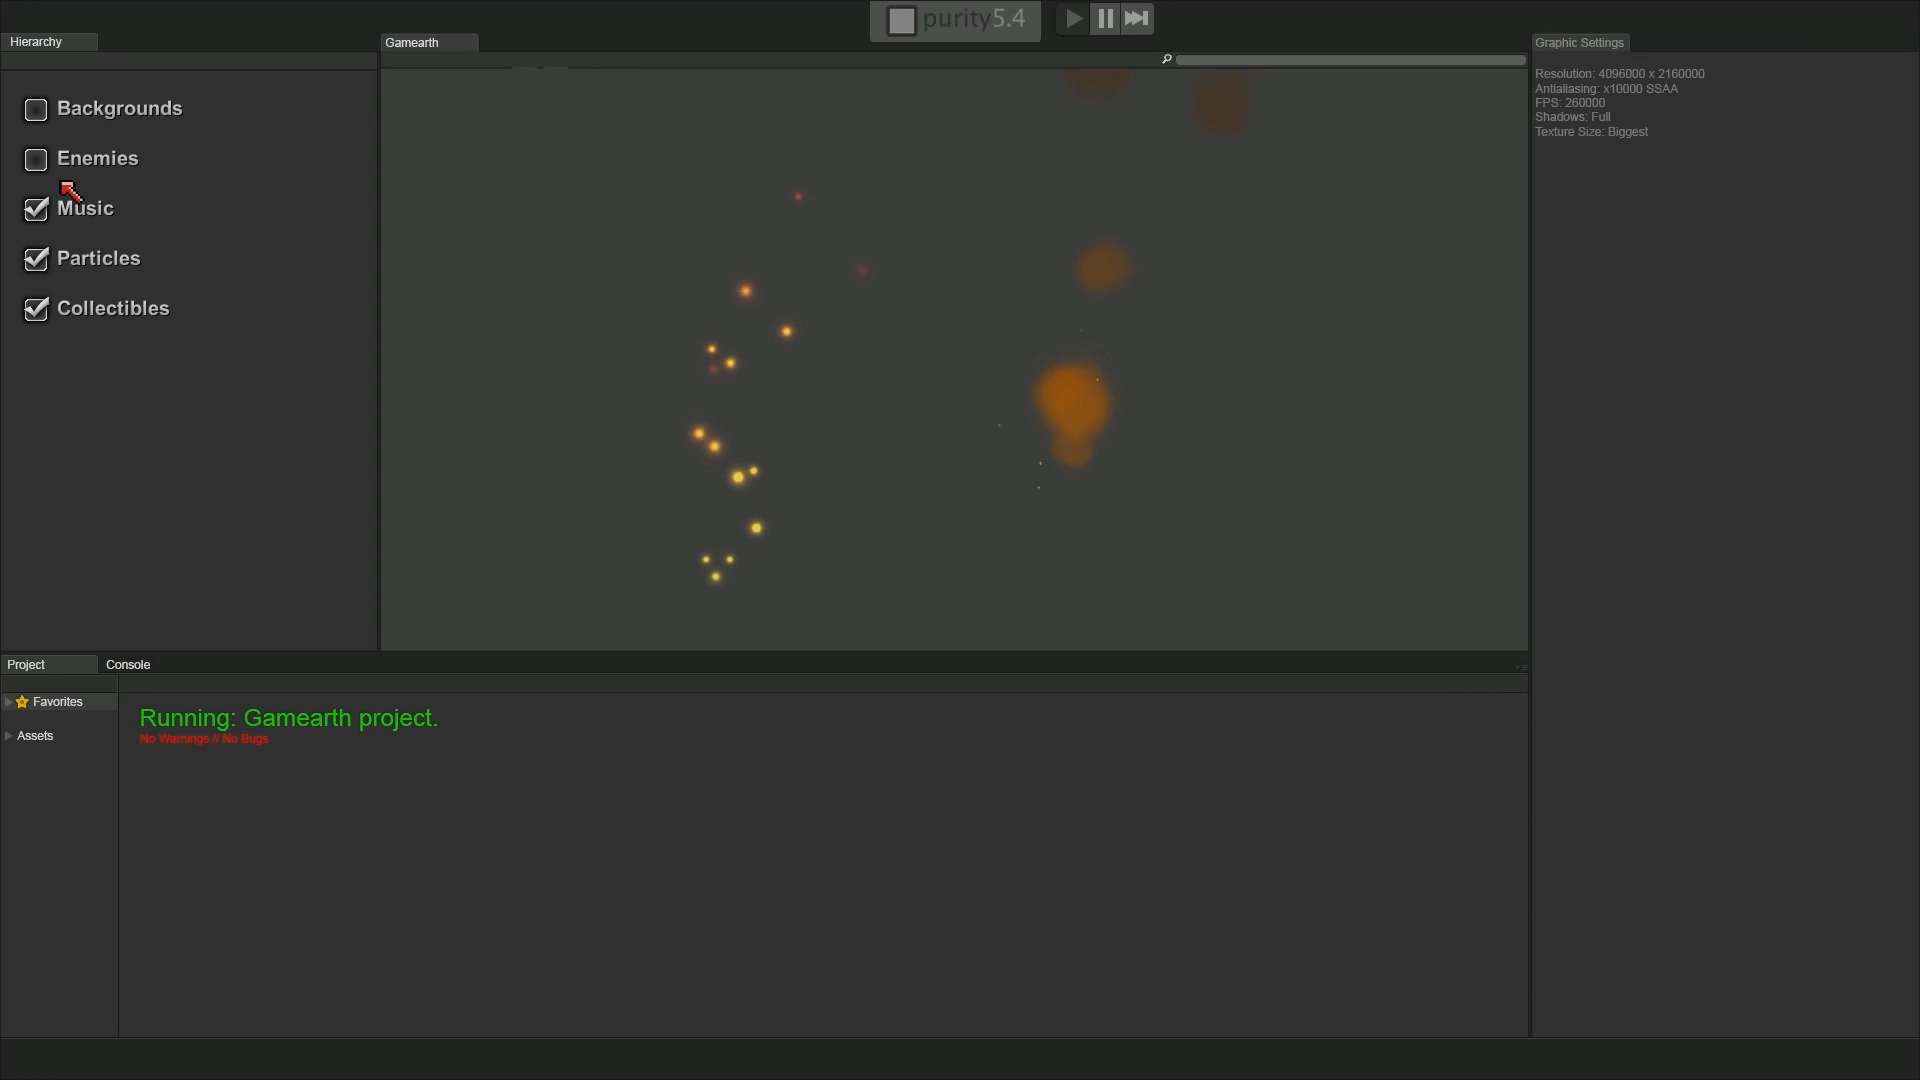 purity5.4
Hierarchy
Gamearth
Graphic Settings
Backgrounds
Enemies
Music
Particles
Collectibles
Resolution: 4096000 x 2160000
Antialiasing: x10000 SSAA
FPS: 260000
Shadows: Full
Texture Size: Biggest
Project
Console
Favorites
Assets
Running: Gamearth project.
No Warnings // No Bugs